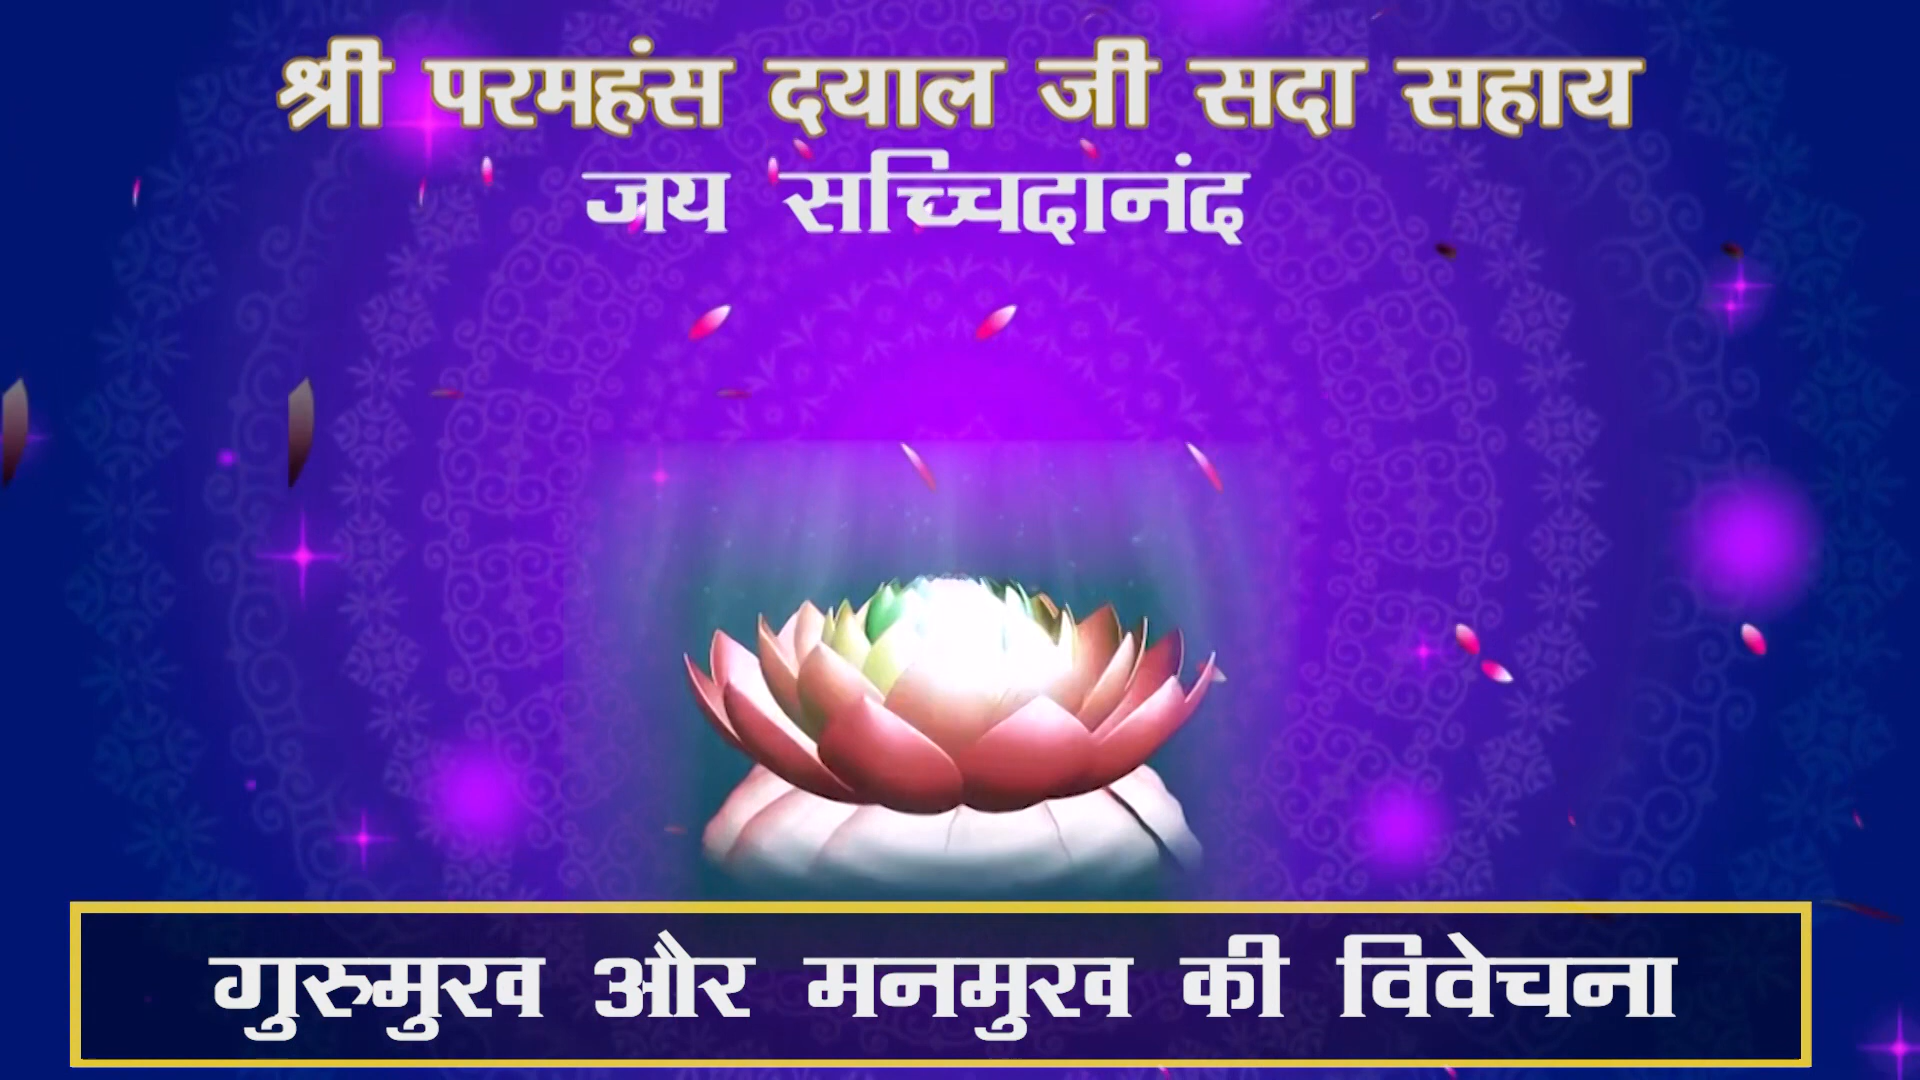 श्री परमहंस दयाल जी सदा सहाय
जय सच्चिदानंद
गुरुमुख और मनमुख की विवेचना